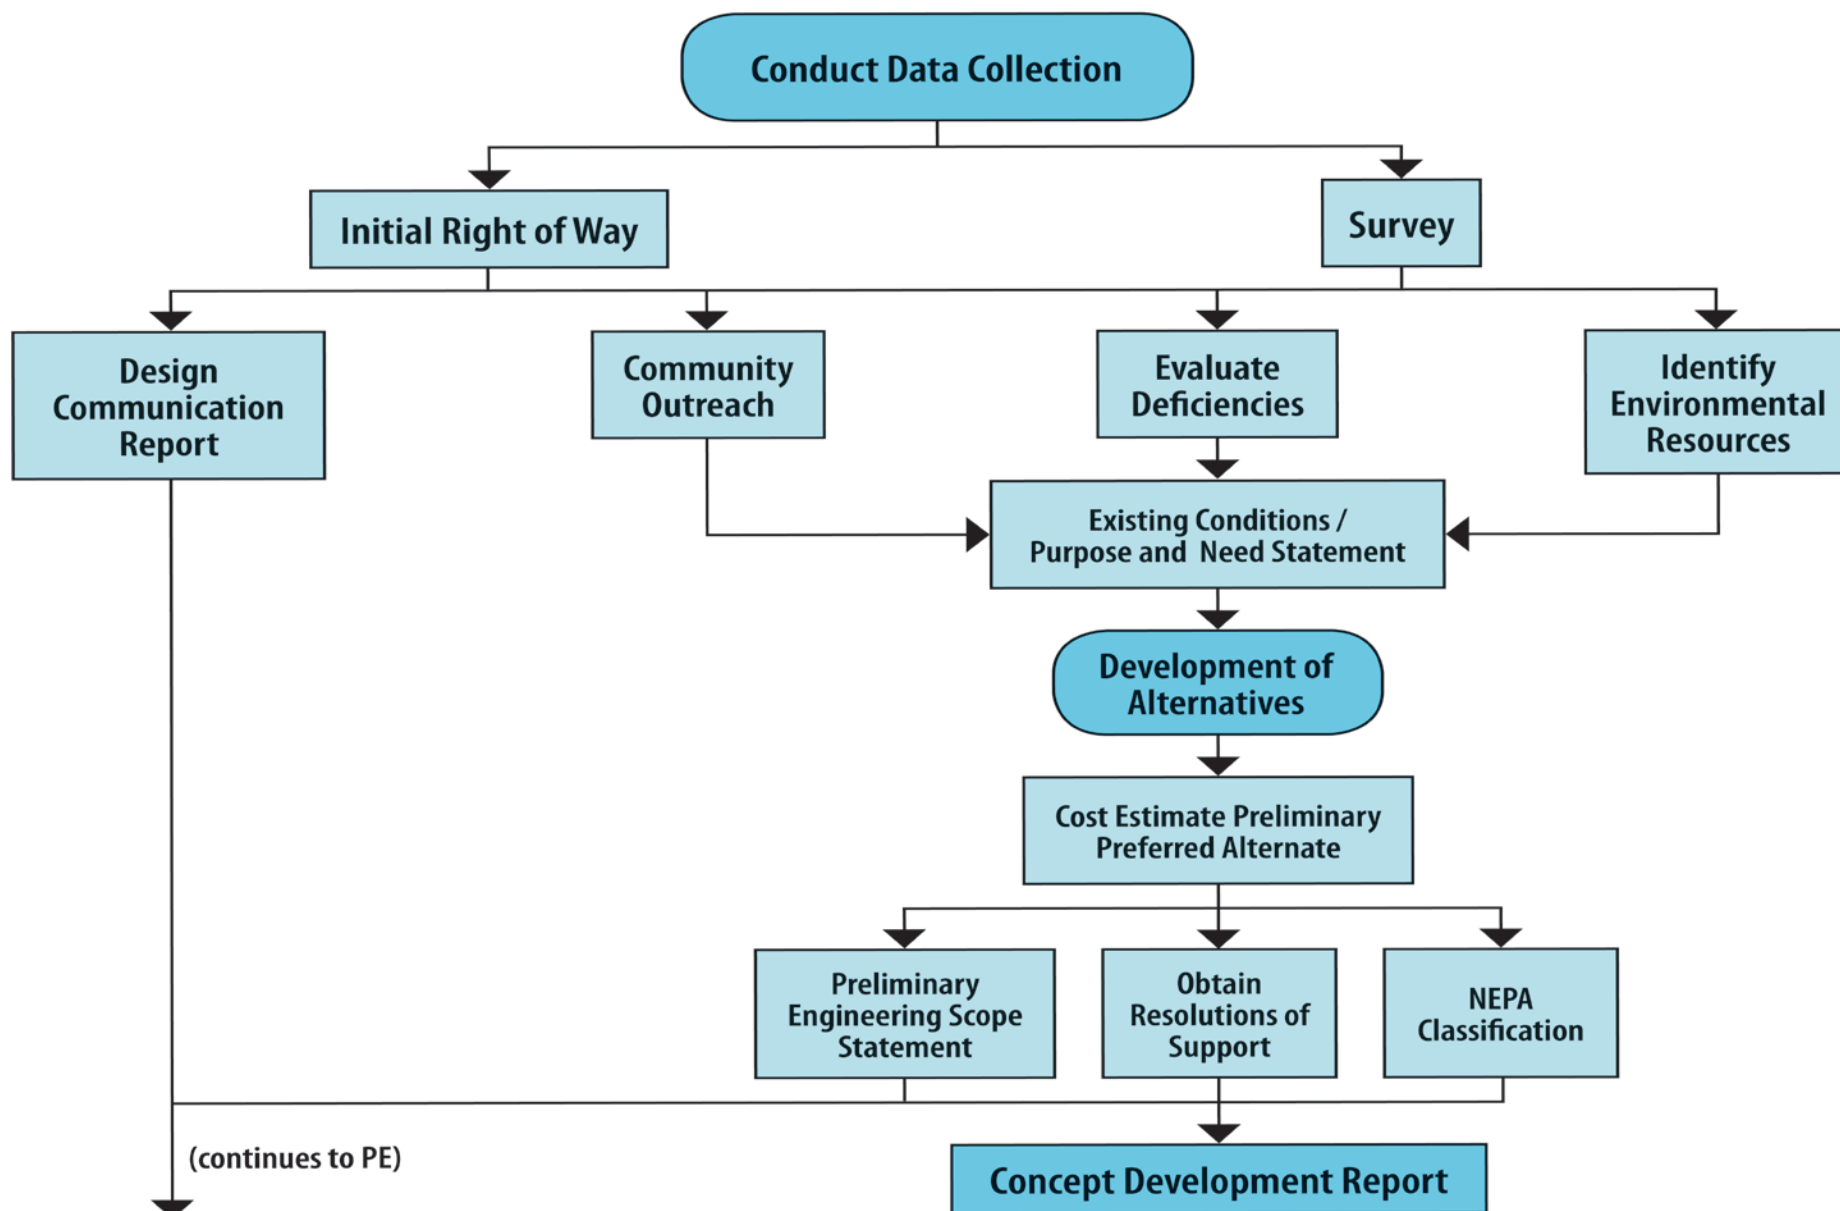 Conduct Data Collection
Initial Right of Way
Survey
Design
Communication
Report
Community
Outreach
Evaluate
Deficiencies
Identify
Environmental
Resources
Existing Conditions /
Purpose and Need Statement
Development of
Alternatives
Cost Estimate Preliminary
Preferred Alternate
Preliminary
Engineering Scope
Statement
Obtain
Resolutions of
Support
NEPA
Classification
(continues to PE)
Concept Development Report